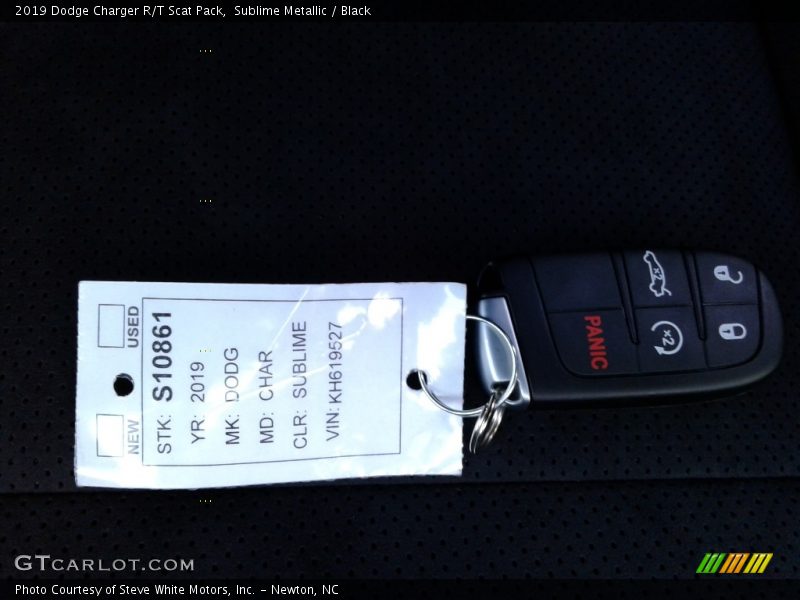 2019 Dodge Charger R/T Scat Pack,  Sublime Metallic / Black
USED
NEW
STK: S10861
YR: 2019
MK: DODG
MD: CHAR
CLR: SUBLIME
VIN: KH619527
x2
x2
PANIC
GTCARLOT.COM
Photo Courtesy of Steve White Motors, Inc. – Newton, NC